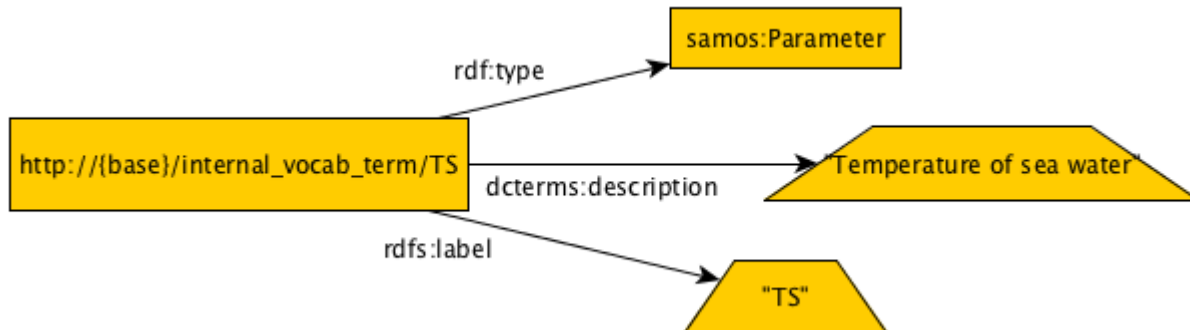 samos:Parameter
rdf:type
http://{base}/internal_vocab_term/TS
"Temperature of sea water"
dcterms:description
rdfs:label
"TS"